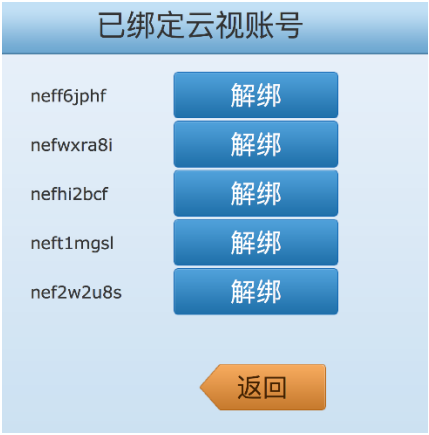 已绑定云视账号
neff6jphf 解绑
nefwxra8i 解绑
nefhi2bcf 解绑
neft1mgsl 解绑
nef2w2u8s 解绑
返回